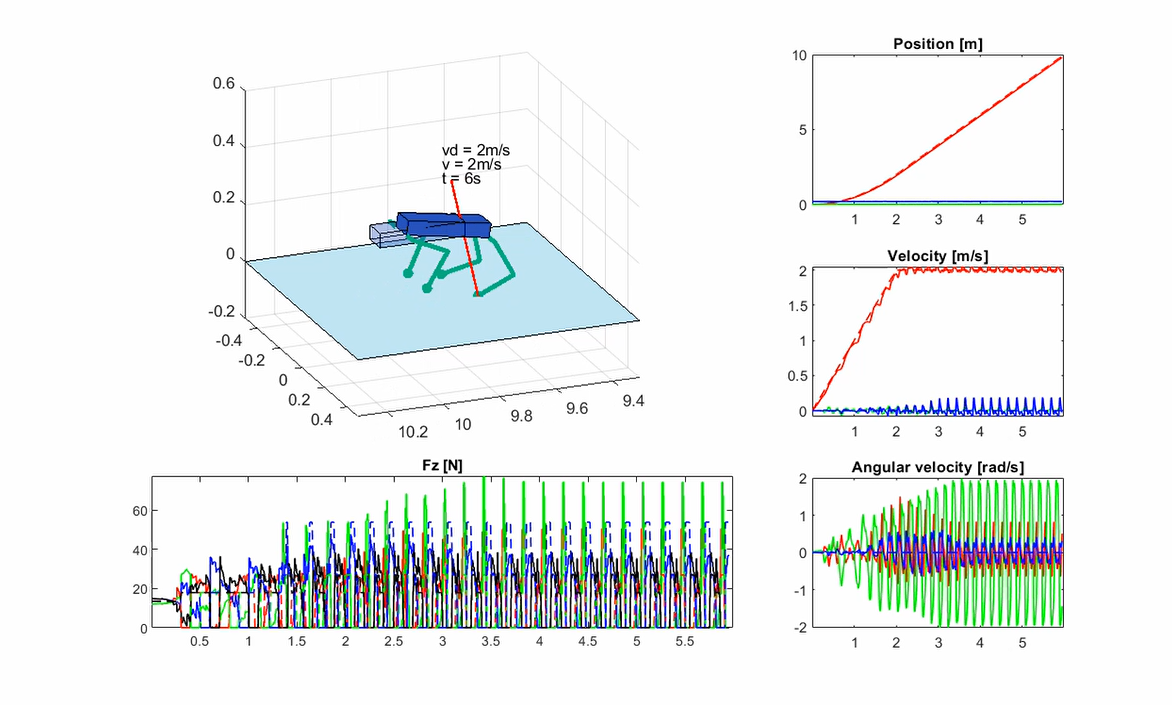 0.6
0.4
0.2
0
-0.2
-0.4
-0.2
0
0.2
0.4
10.2
10
9.8
9.6
9.4
vd = 2m/s
v = 2m/s
t = 6s
Position [m]
10
5
0
1 2 3 4 5
Velocity [m/s]
2
1.5
1
0.5
0
1 2 3 4 5
Fz [N]
60
40
20
0
0.5 1 1.5 2 2.5 3 3.5 4 4.5 5 5.5
Angular velocity [rad/s]
2
1
0
-1
-2
1 2 3 4 5